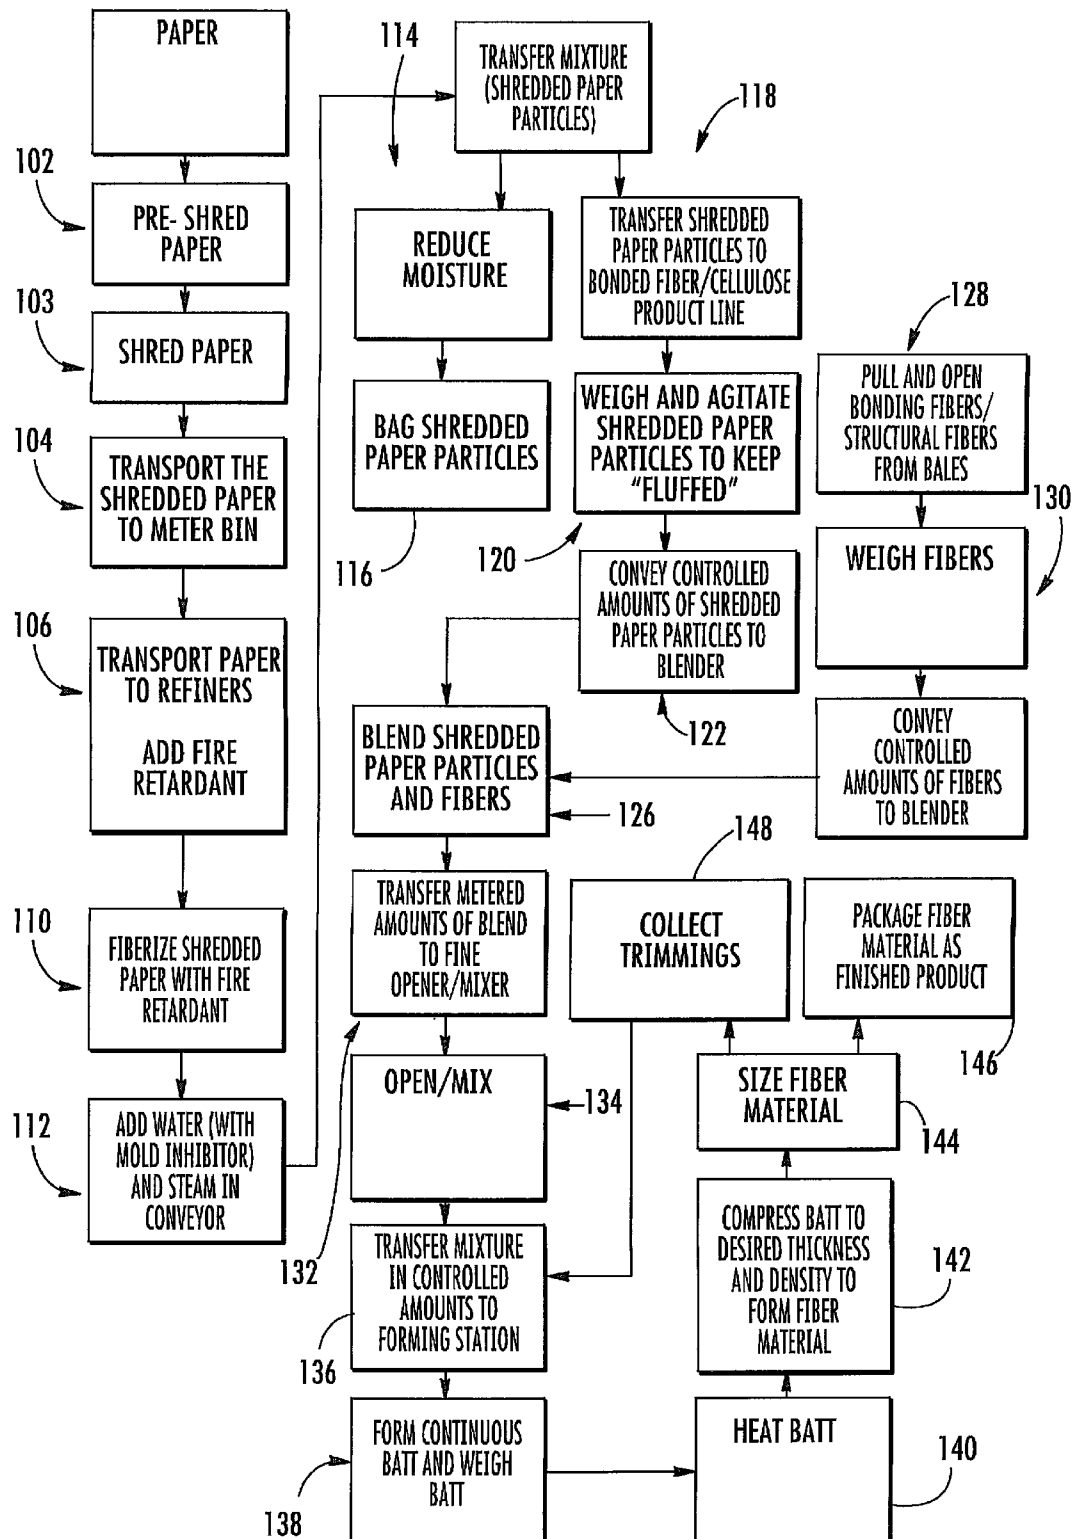 PAPER
102
PRE- SHRED
PAPER
103
SHRED PAPER
104
TRANSPORT THE
SHREDDED PAPER
TO METER BIN
106
TRANSPORT PAPER
TO REFINERS
ADD FIRE
RETARDANT
110
FIBERIZE SHREDDED
PAPER WITH FIRE
RETARDANT
112
ADD WATER (WITH
MOLD INHIBITOR)
AND STEAM IN
CONVEYOR
114
TRANSFER MIXTURE
(SHREDDED PAPER
PARTICLES)
118
REDUCE
MOISTURE
BAG SHREDDED
PAPER PARTICLES
116
TRANSFER SHREDDED
PAPER PARTICLES TO
BONDED FIBER/CELLULOSE
PRODUCT LINE
WEIGH AND AGITATE
SHREDDED PAPER
PARTICLES TO KEEP
“FLUFFED”
120
CONVEY CONTROLLED
AMOUNTS OF SHREDDED
PAPER PARTICLES TO
BLENDER
122
128
PULL AND OPEN
BONDING FIBERS/
STRUCTURAL FIBERS
FROM BALES
130
WEIGH FIBERS
CONVEY
CONTROLLED
AMOUNTS OF FIBERS
TO BLENDER
BLEND SHREDDED
PAPER PARTICLES
AND FIBERS
126
TRANSFER METERED
AMOUNTS OF BLEND
TO FINE
OPENER/MIXER
132
OPEN/MIX
134
TRANSFER MIXTURE
IN CONTROLLED
AMOUNTS TO
FORMING STATION
136
FORM CONTINUOUS
BATT AND WEIGH
BATT
138
HEAT BATT
140
COMPRESS BATT TO
DESIRED THICKNESS
AND DENSITY TO
FORM FIBER
MATERIAL
142
SIZE FIBER
MATERIAL
144
148
COLLECT
TRIMMINGS
PACKAGE FIBER
MATERIAL AS
FINISHED PRODUCT
146